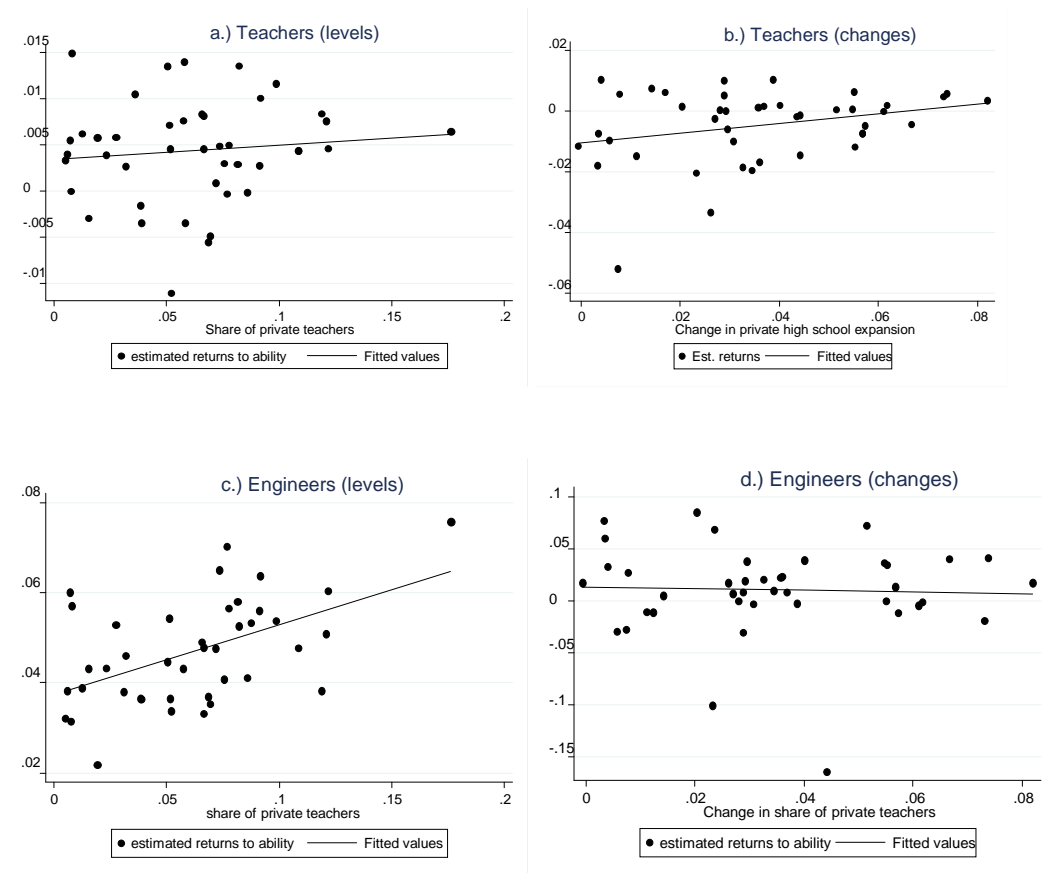 a.) Teachers (levels)
.015
.01
.005
0
-.005
-.01
0 .05 .1 .15 .2
Share of private teachers
estimated returns to ability Fitted values
b.) Teachers (changes)
.02
0
-.02
-.04
-.06
0 .02 .04 .06 .08
Change in private high school expansion
Est. returns Fitted values
c.) Engineers (levels)
.08
.06
.04
.02
0 .05 .1 .15 .2
share of private teachers
estimated returns to ability Fitted values
d.) Engineers (changes)
.1
.05
0
-.05
-.1
-.15
0 .02 .04 .06 .08
Change in share of private teachers
estimated returns to ability Fitted values